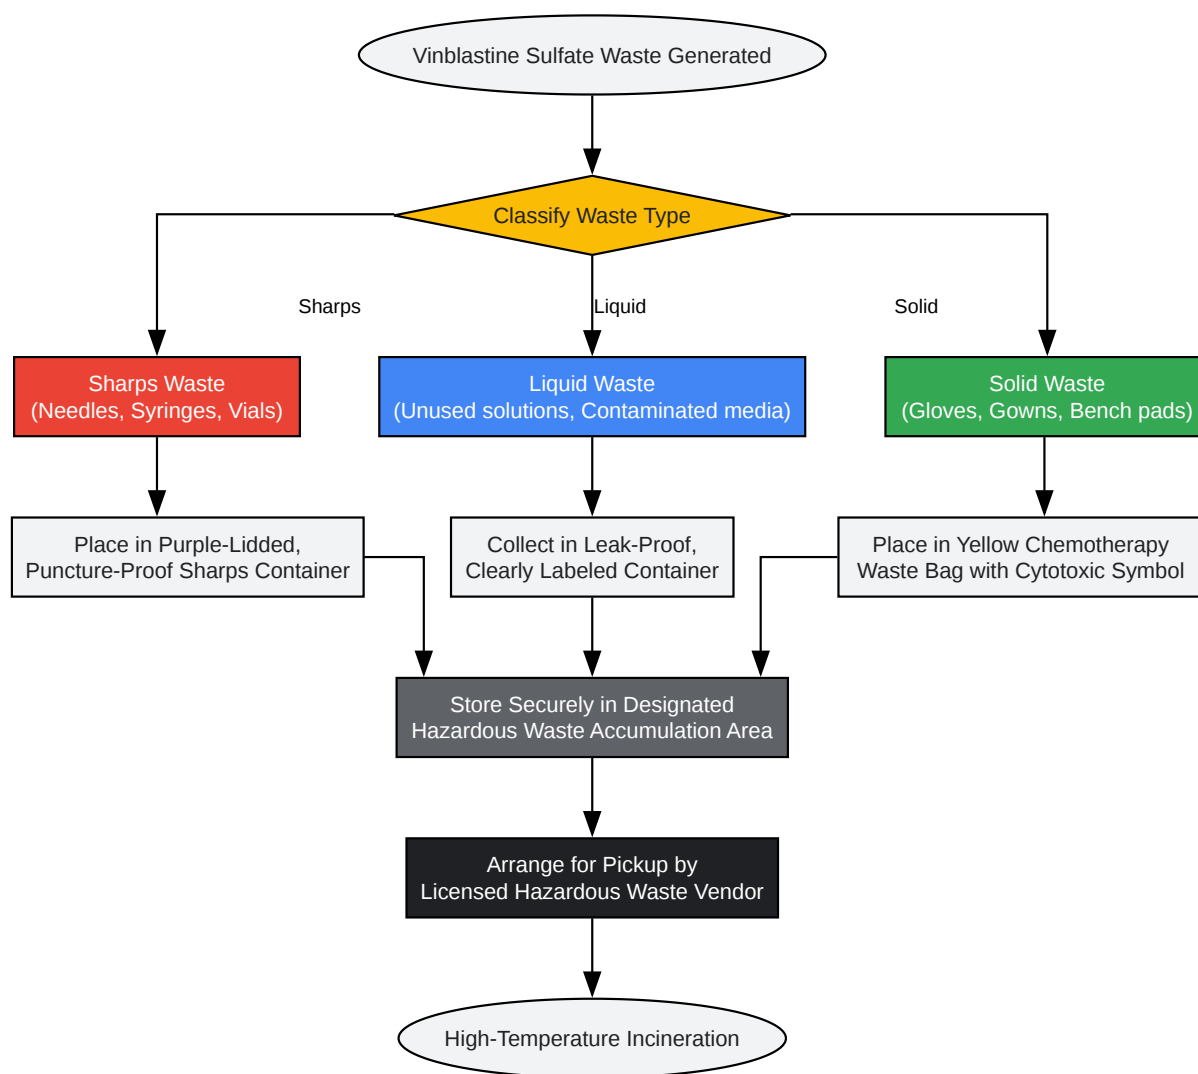 Vinblastine Sulfate Waste Generated
Classify Waste Type
Sharps
Liquid
Solid
Sharps Waste
(Needles, Syringes, Vials)
Liquid Waste
(Unused solutions, Contaminated media)
Solid Waste
(Gloves, Gowns, Bench pads)
Place in Purple-Lidded,
Puncture-Proof Sharps Container
Collect in Leak-Proof,
Clearly Labeled Container
Place in Yellow Chemotherapy
Waste Bag with Cytotoxic Symbol
Store Securely in Designated
Hazardous Waste Accumulation Area
Arrange for Pickup by
Licensed Hazardous Waste Vendor
High-Temperature Incineration